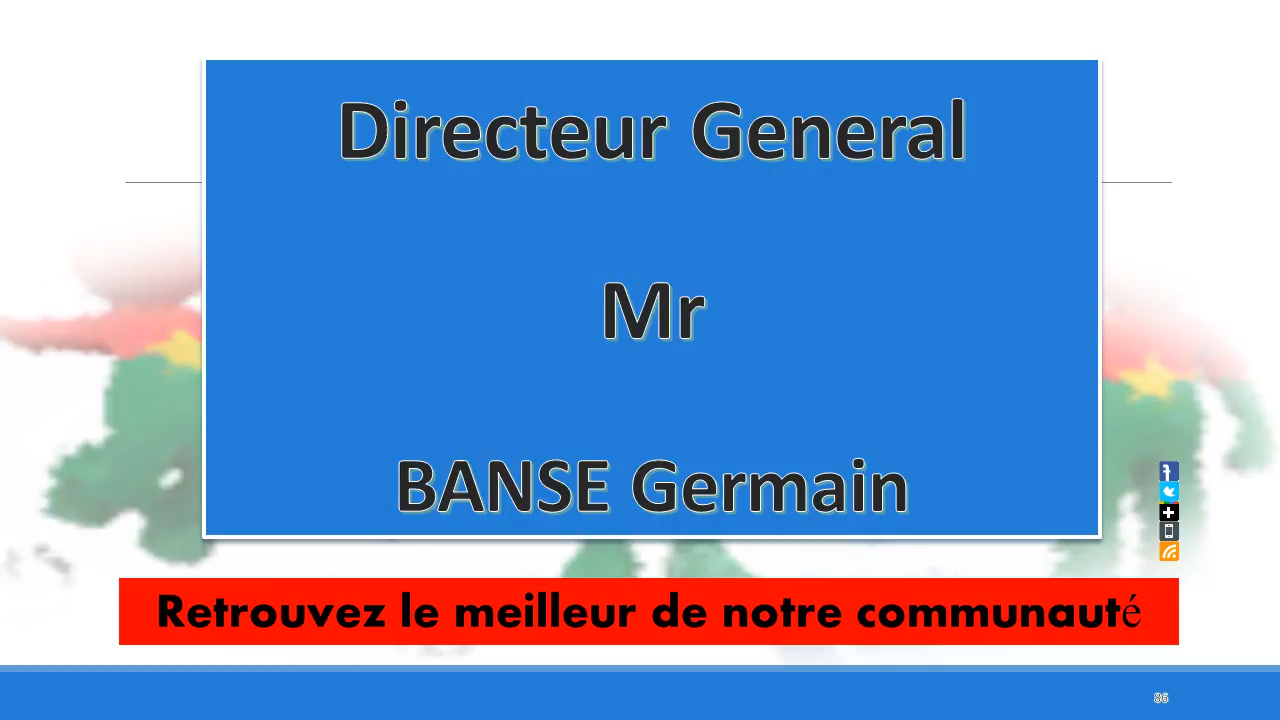 Directeur General
Mr
BANSE Germain
Retrouvez le meilleur de notre communauté
86